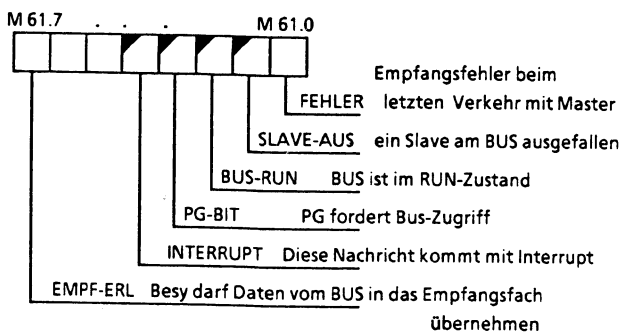 M 61.7 . . . M 61.0
Empfangsfehler beim
FEHLER letzten Verkehr mit Master
SLAVE-AUS ein Slave am BUS ausgefallen
BUS-RUN BUS ist im RUN-Zustand
PG-BIT PG fordert Bus-Zugriff
INTERRUPT Diese Nachricht kommt mit Interrupt
EMPF-ERL Besy darf Daten vom BUS in das Empfangsfach
übernehmen